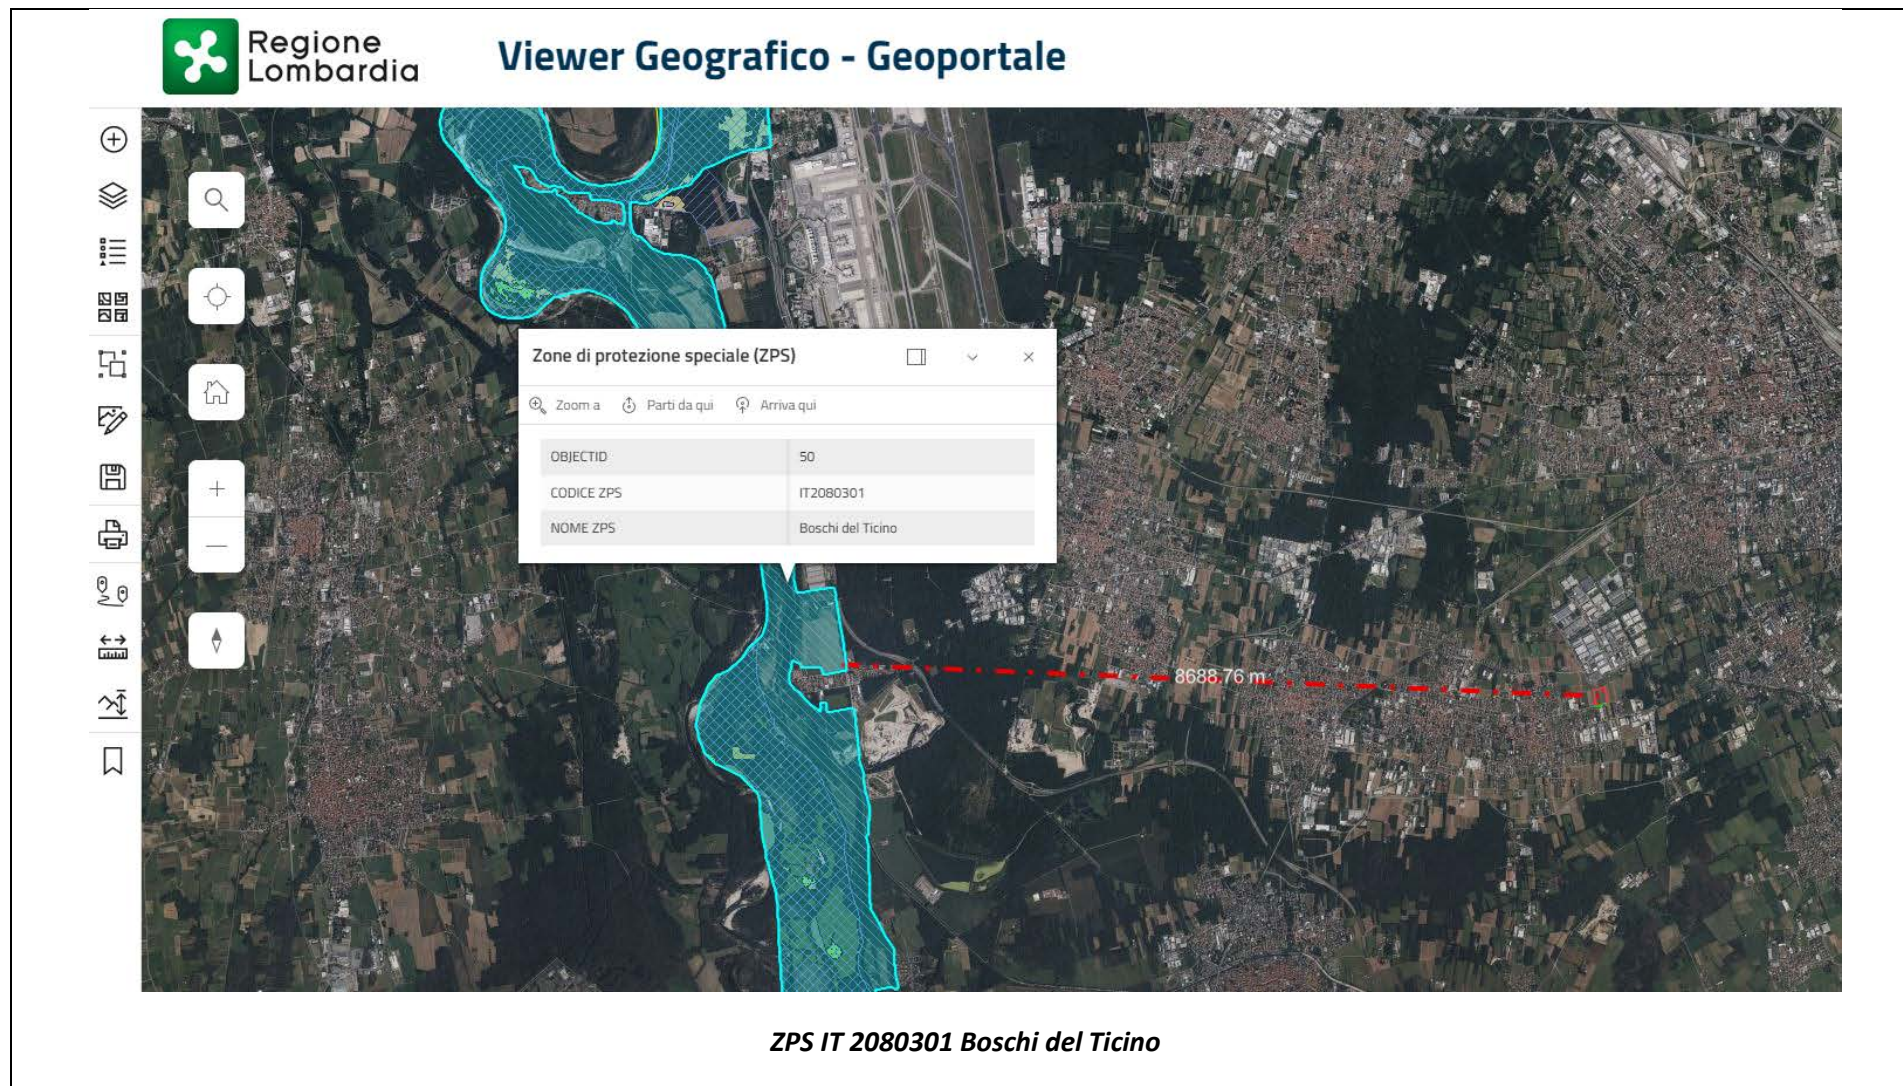 Regione
Lombardia
Viewer Geografico - Geoportale
Zone di protezione speciale (ZPS)
Zoom a Parti da qui Arriva qui
OBJECTID 50
CODICE ZPS IT2080301
NOME ZPS Boschi del Ticino
8688.76 m
ZPS IT 2080301 Boschi del Ticino